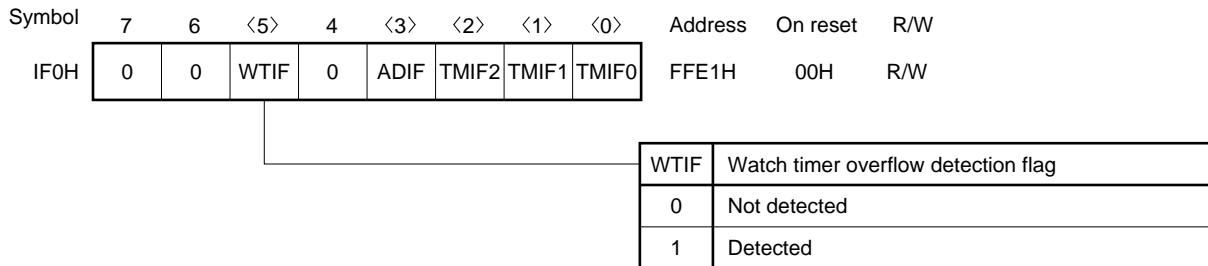 Symbol 7 6 〈5〉 4 〈3〉 〈2〉 〈1〉 〈0〉 Address On reset R/W
IF0H 0 0 WTIF 0 ADIF TMIF2 TMIF1 TMIF0 FFE1H 00H R/W
WTIF Watch timer overflow detection flag
0 Not detected
1 Detected